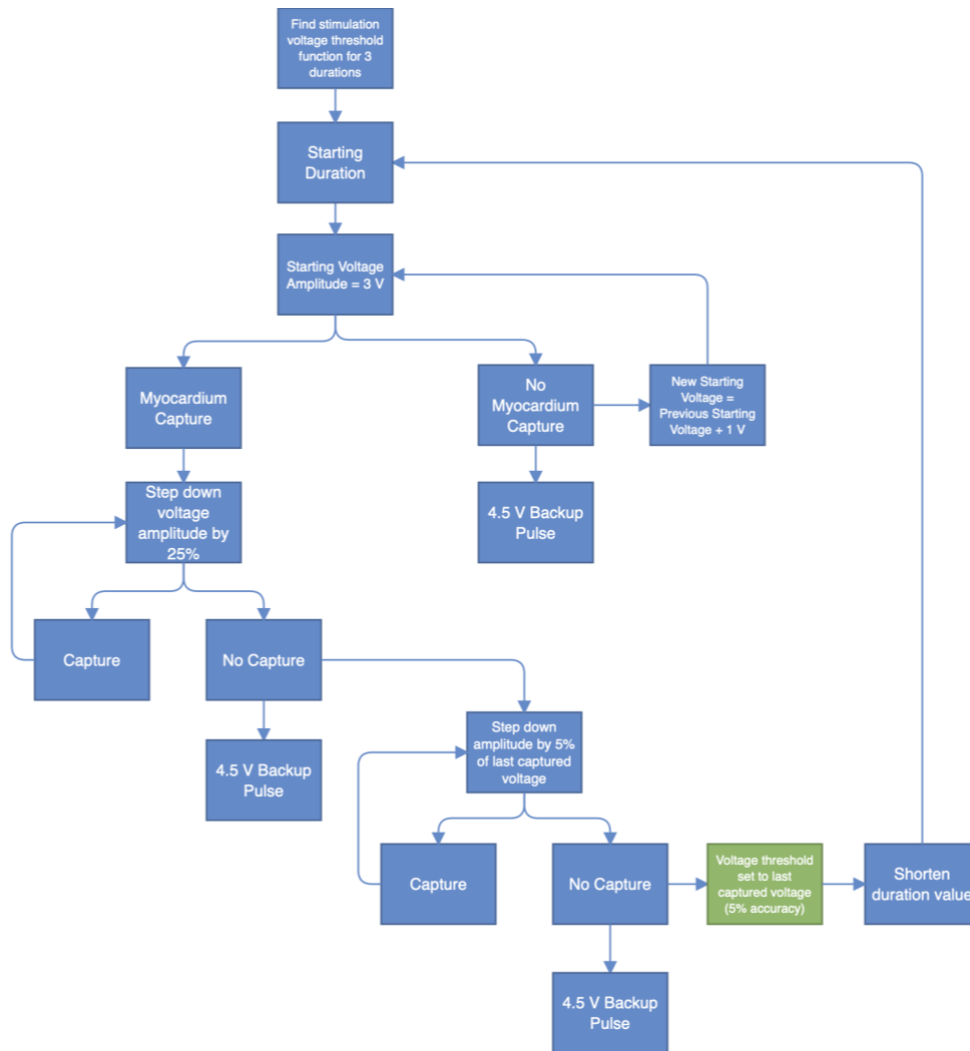 Find stimulation
voltage threshold
function for 3
durations
Starting
Duration
Starting Voltage
Amplitude = 3 V
Myocardium
Capture
No
Myocardium
Capture
New Starting
Voltage =
Previous Starting
Voltage + 1 V
Step down
voltage
amplitude by
25%
4.5 V Backup
Pulse
Capture
No Capture
4.5 V Backup
Pulse
Step down
amplitude by 5%
of last captured
voltage
Capture
No Capture
Voltage threshold
set to last
captured voltage
(5% accuracy)
Shorten
duration value
4.5 V Backup
Pulse